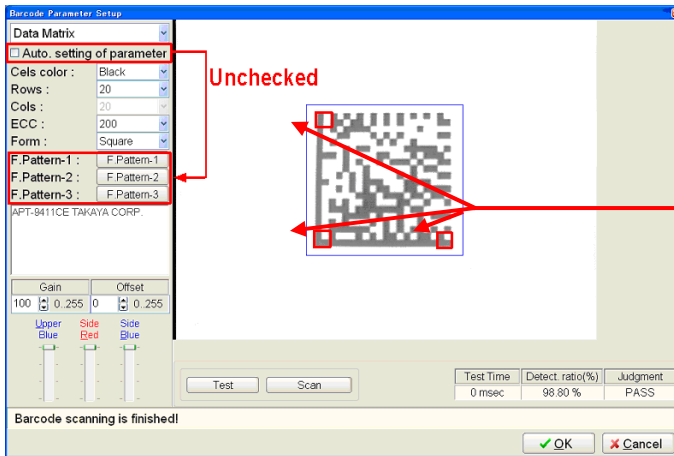 Barcode Parameter Setup
Data Matrix
Auto. setting of parameter
Unchecked
Cels color : Black
Rows : 20
Cols : 20
ECC : 200
Form : Square
F.Pattern-1 : F.Pattern-1
F.Pattern-2 : F.Pattern-2
F.Pattern-3 : F.Pattern-3
APT-9411CE TAKAYA CORP.
Gain Offset
100 0..255 0 0..255
Upper Side Side
Blue Red Blue
Test Scan
Test Time Detect. ratio(%) Judgment
0 msec 98.80 % PASS
Barcode scanning is finished!
OK Cancel